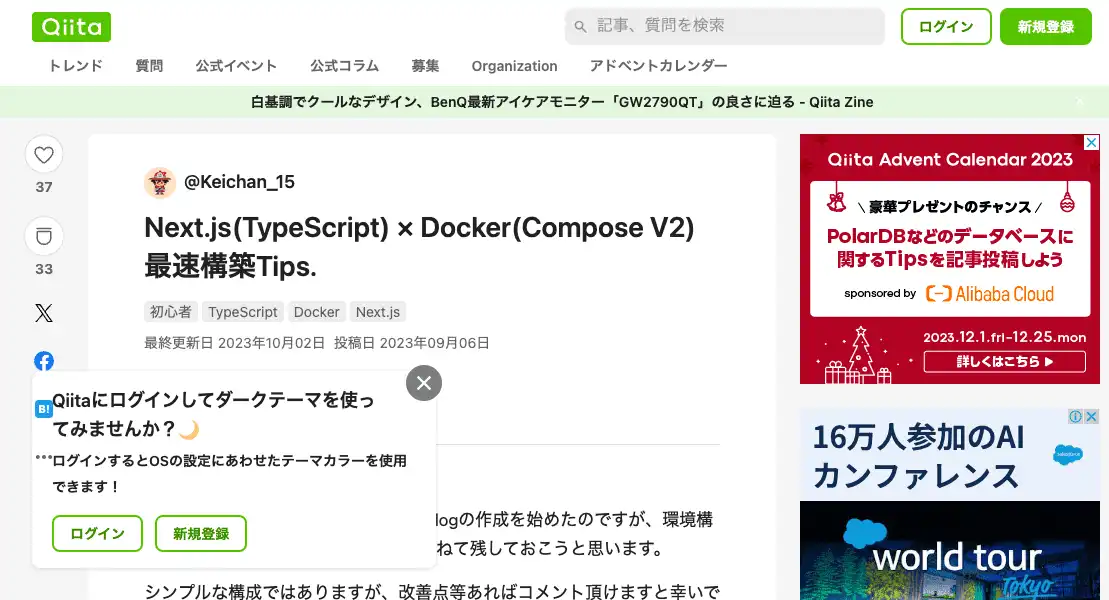 Qiita
記事、質問を検索
ログイン
新規登録
トレンド
質問
公式イベント
公式コラム
募集
Organization
アドベントカレンダー
白基調でクールなデザイン、BenQ最新アイケアモニター「GW2790QT」の良さに迫る - Qiita Zine
37
33
@Keichan_15
Next.js(TypeScript) × Docker(Compose V2)
最速構築Tips.
初心者
TypeScript
Docker
Next.js
最終更新日 2023年10月02日 投稿日 2023年09月06日
B!
Qiitaにログインしてダークテーマを使っ
てみませんか?🌙
ログインするとOSの設定にあわせたテーマカラーを使用
できます!
ログイン
新規登録
logの作成を始めたのですが、環境構
ねて残しておこうと思います。
シンプルな構成ではありますが、改善点等あればコメント頂けますと幸いで
Qiita Advent Calendar 2023
\ 豪華プレゼントのチャンス /
PolarDBなどのデータベースに
関するTipsを記事投稿しよう
sponsored by Alibaba Cloud
2023.12.1.fri-12.25.mon
詳しくはこちら ▶
16万人参加のAI
カンファレンス
salesforce
world tour
Tokyo